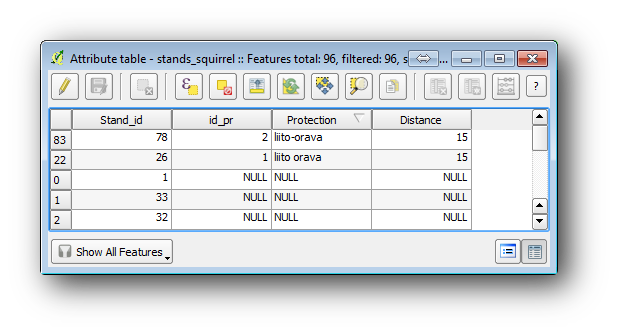 Attribute table - stands_squirrel :: Features total: 96, filtered: 96, s ...
ε
?
Stand_id id_pr Protection Distance
83 78 2 liito-orava 15
22 26 1 liito orava 15
0 1 NULL NULL NULL
1 33 NULL NULL NULL
2 32 NULL NULL NULL
Show All Features